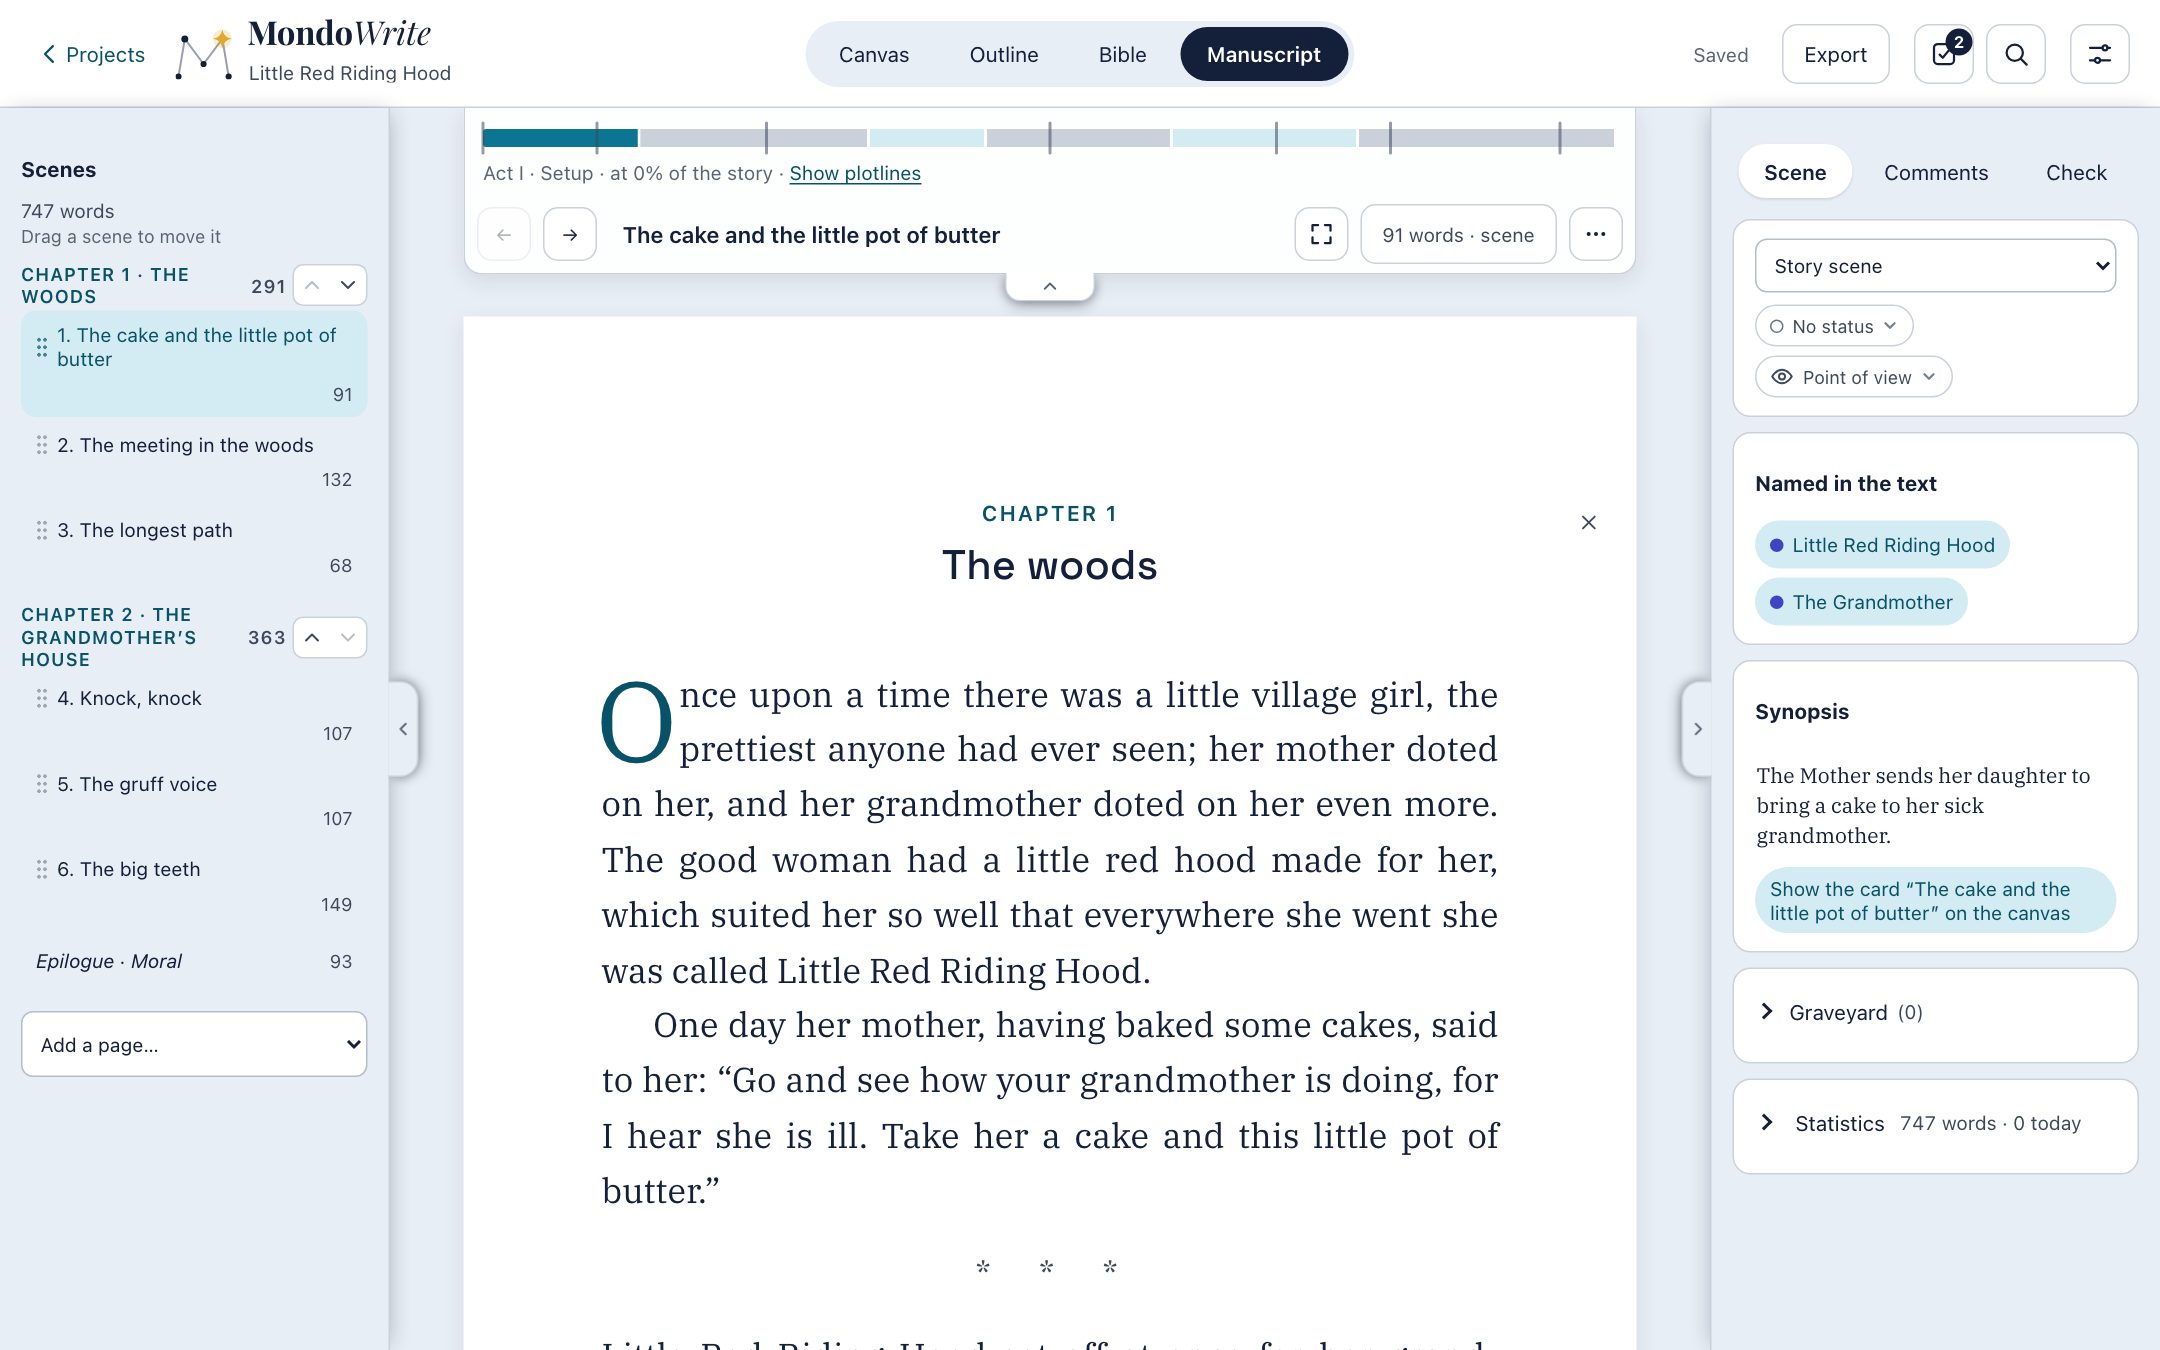 Projects
MondoWrite
Little Red Riding Hood
Canvas
Outline
Bible
Manuscript
Saved
Export
2
Scenes
747 words
Drag a scene to move it
CHAPTER 1 · THE
WOODS
291
1. The cake and the little pot of
butter
91
2. The meeting in the woods
132
3. The longest path
68
CHAPTER 2 · THE
GRANDMOTHER’S
HOUSE
363
4. Knock, knock
107
5. The gruff voice
107
6. The big teeth
149
Epilogue · Moral
93
Add a page...
Act I · Setup · at 0% of the story · Show plotlines
The cake and the little pot of butter
91 words · scene
CHAPTER 1
The woods
Once upon a time there was a little village girl, the
prettiest anyone had ever seen; her mother doted
on her, and her grandmother doted on her even more.
The good woman had a little red hood made for her,
which suited her so well that everywhere she went she
was called Little Red Riding Hood.
One day her mother, having baked some cakes, said
to her: “Go and see how your grandmother is doing, for
I hear she is ill. Take her a cake and this little pot of
butter.”
* * *
Little Red Riding Hood set off at once for her grand-
Scene
Comments
Check
Story scene
No status
Point of view
Named in the text
Little Red Riding Hood
The Grandmother
Synopsis
The Mother sends her daughter to
bring a cake to her sick
grandmother.
Show the card “The cake and the
little pot of butter” on the canvas
Graveyard (0)
Statistics 747 words · 0 today